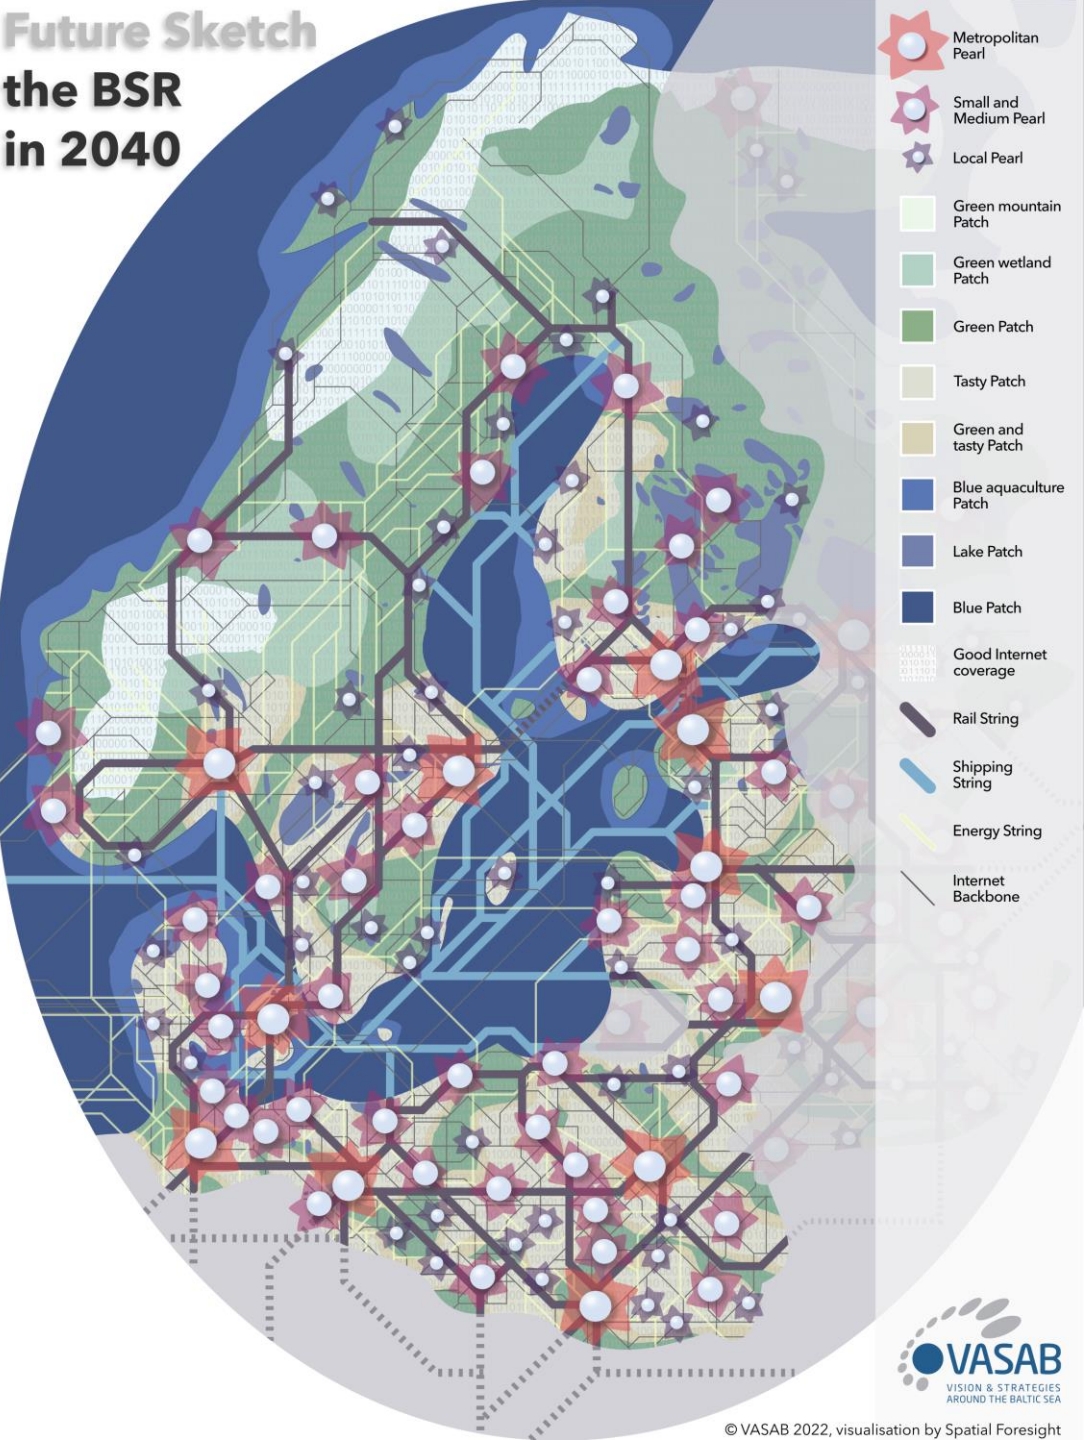 Future Sketch
the BSR
in 2040
Metropolitan
Pearl
Small and
Medium Pearl
Local Pearl
Green mountain
Patch
Green wetland
Patch
Green Patch
Tasty Patch
Green and
tasty Patch
Blue aquaculture
Patch
Lake Patch
Blue Patch
Good Internet
coverage
Rail String
Shipping
String
Energy String
Internet
Backbone
VASAB
VISION & STRATEGIES
AROUND THE BALTIC SEA
© VASAB 2022, visualisation by Spatial Foresight